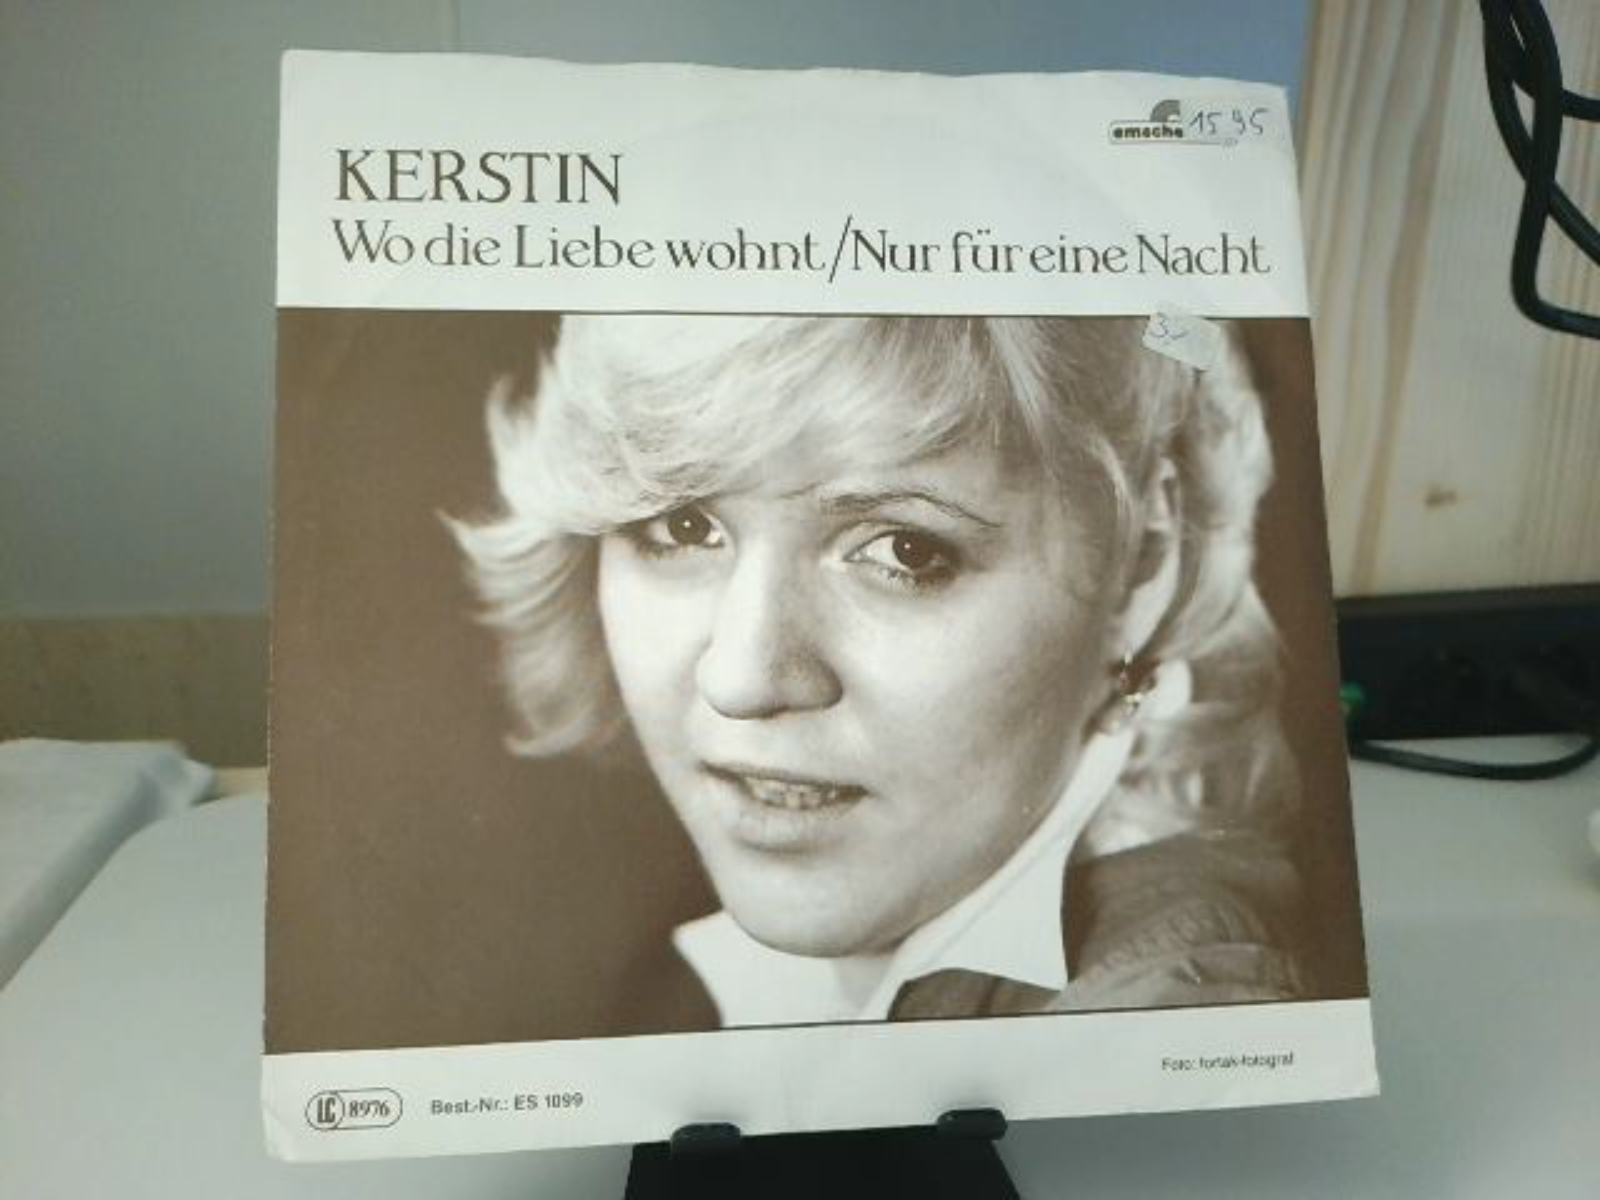 emsche 15 95
KERSTIN
Wo die Liebe wohnt/Nur für eine Nacht
3,-
Foto: fortak-fotograf
LC 8976 Best.-Nr.: ES 1099